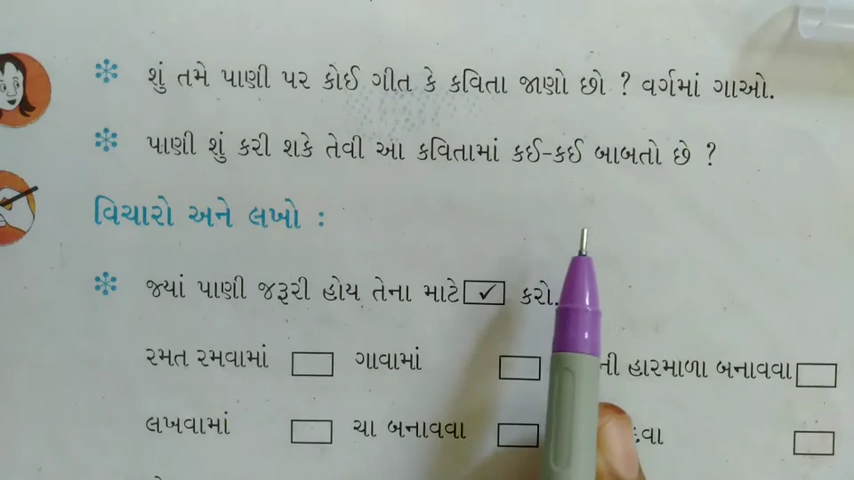 શું તમે પાણી પર કોઈ ગીત કે કવિતા જાણો છો ? વર્ગમાં ગાઓ.
પાણી શું કરી શકે તેવી આ કવિતામાં કઈ-કઈ બાબતો છે ?
વિચારો અને લખો :
જ્યાં પાણી જરૂરી હોય તેના માટે ✓ કરો.
રમત રમવામાં ગાવામાં હારમાળા બનાવવા
લખવામાં ચા બનાવવા